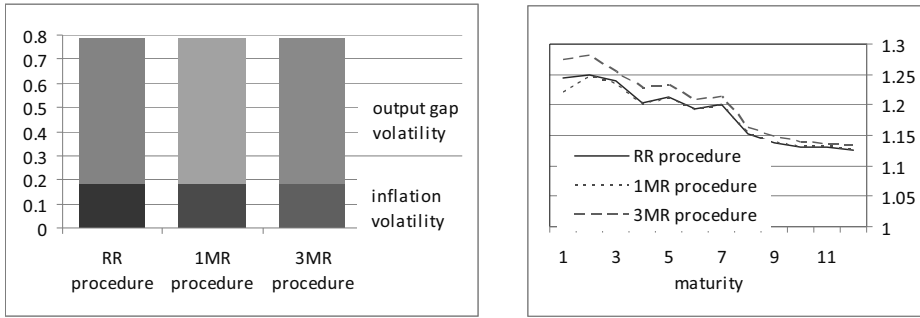 0.8
0.7
0.6
0.5
0.4
0.3
0.2
0.1
0
output gap
volatility
inflation
volatility
RR
procedure
1MR
procedure
3MR
procedure
1.3
1.25
1.2
1.15
1.1
1.05
1
RR procedure
1MR procedure
3MR procedure
1 3 5 7 9 11
maturity